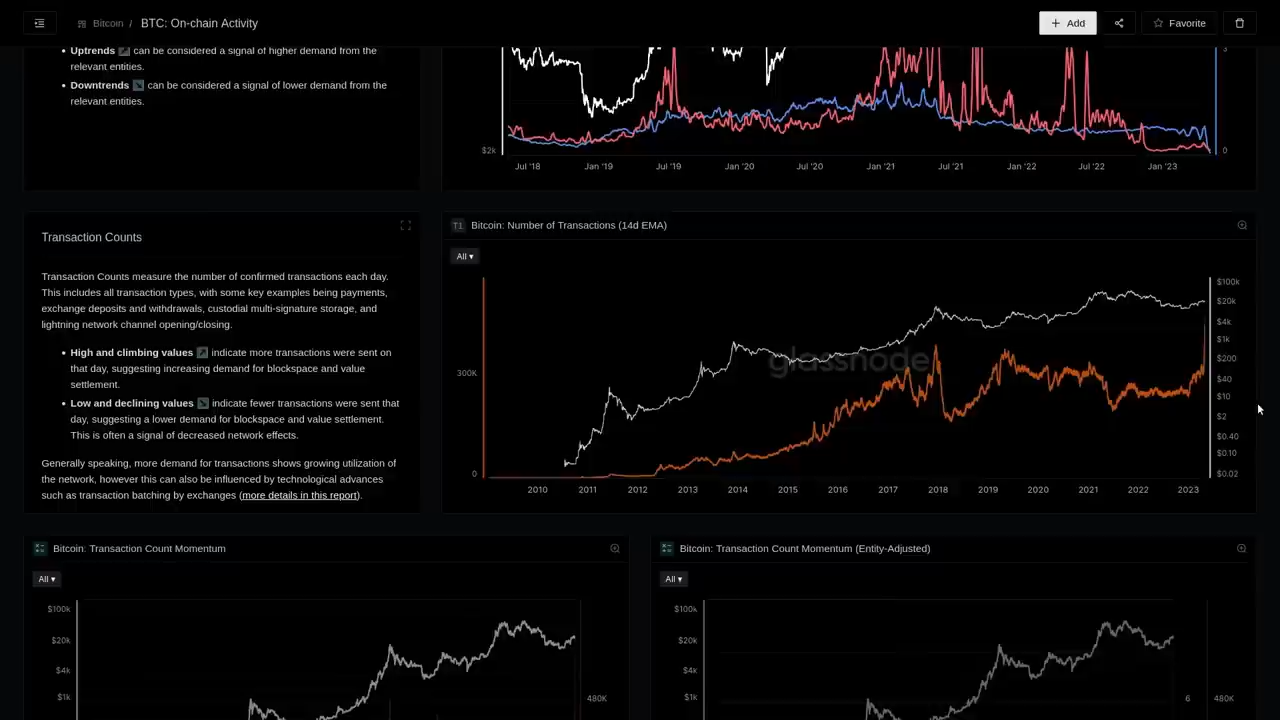 Bitcoin / BTC: On-chain Activity
+ Add
Favorite
• Uptrends can be considered a signal of higher demand from the
relevant entities.
• Downtrends can be considered a signal of lower demand from the
relevant entities.
3
$2k
0
Jul '18 Jan '19 Jul '19 Jan '20 Jul '20 Jan '21 Jul '21 Jan '22 Jul '22 Jan '23
Transaction Counts
Transaction Counts measure the number of confirmed transactions each day.
This includes all transaction types, with some key examples being payments,
exchange deposits and withdrawals, custodial multi-signature storage, and
lightning network channel opening/closing.
• High and climbing values indicate more transactions were sent on
that day, suggesting increasing demand for blockspace and value
settlement.
• Low and declining values indicate fewer transactions were sent that
day, suggesting a lower demand for blockspace and value settlement.
This is often a signal of decreased network effects.
Generally speaking, more demand for transactions shows growing utilization of
the network, however this can also be influenced by technological advances
such as transaction batching by exchanges (more details in this report).
T1 Bitcoin: Number of Transactions (14d EMA)
All ▾
300K
0
glassnode
$100k
$20k
$4k
$1k
$200
$40
$10
$2
$0.40
$0.10
$0.02
2010 2011 2012 2013 2014 2015 2016 2017 2018 2019 2020 2021 2022 2023
Bitcoin: Transaction Count Momentum
All ▾
$100k
$20k
$4k
$1k
480K
Bitcoin: Transaction Count Momentum (Entity-Adjusted)
All ▾
$100k
$20k
$4k
$1k
6 480K